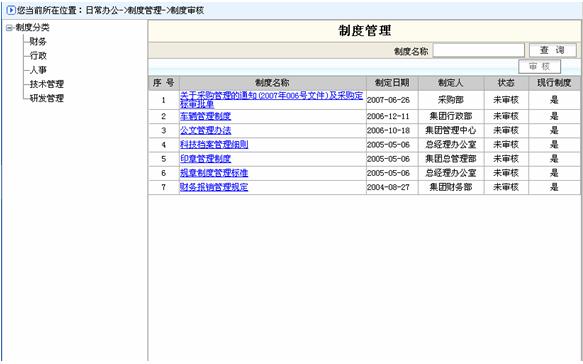 您当前所在位置：日常办公->制度管理->制度审核
制度分类
财务
行政
人事
技术管理
研发管理
制度管理
制度名称 查 询
审 核
序 号 制度名称 制定日期 制定人 状态 现行制度
1 关于采购管理的通知(2007年006号文件)及采购定标审批单 2007-06-26 采购部 未审核 是
2 车辆管理制度 2006-12-11 集团行政部 未审核 是
3 公文管理办法 2006-10-18 集团管理中心 未审核 是
4 科技档案管理细则 2005-05-06 总经理办公室 未审核 是
5 印章管理制度 2005-05-06 集团总管理部 未审核 是
6 规章制度管理标准 2005-05-06 总经理办公室 未审核 是
7 财务报销管理规定 2004-08-27 集团财务部 未审核 是